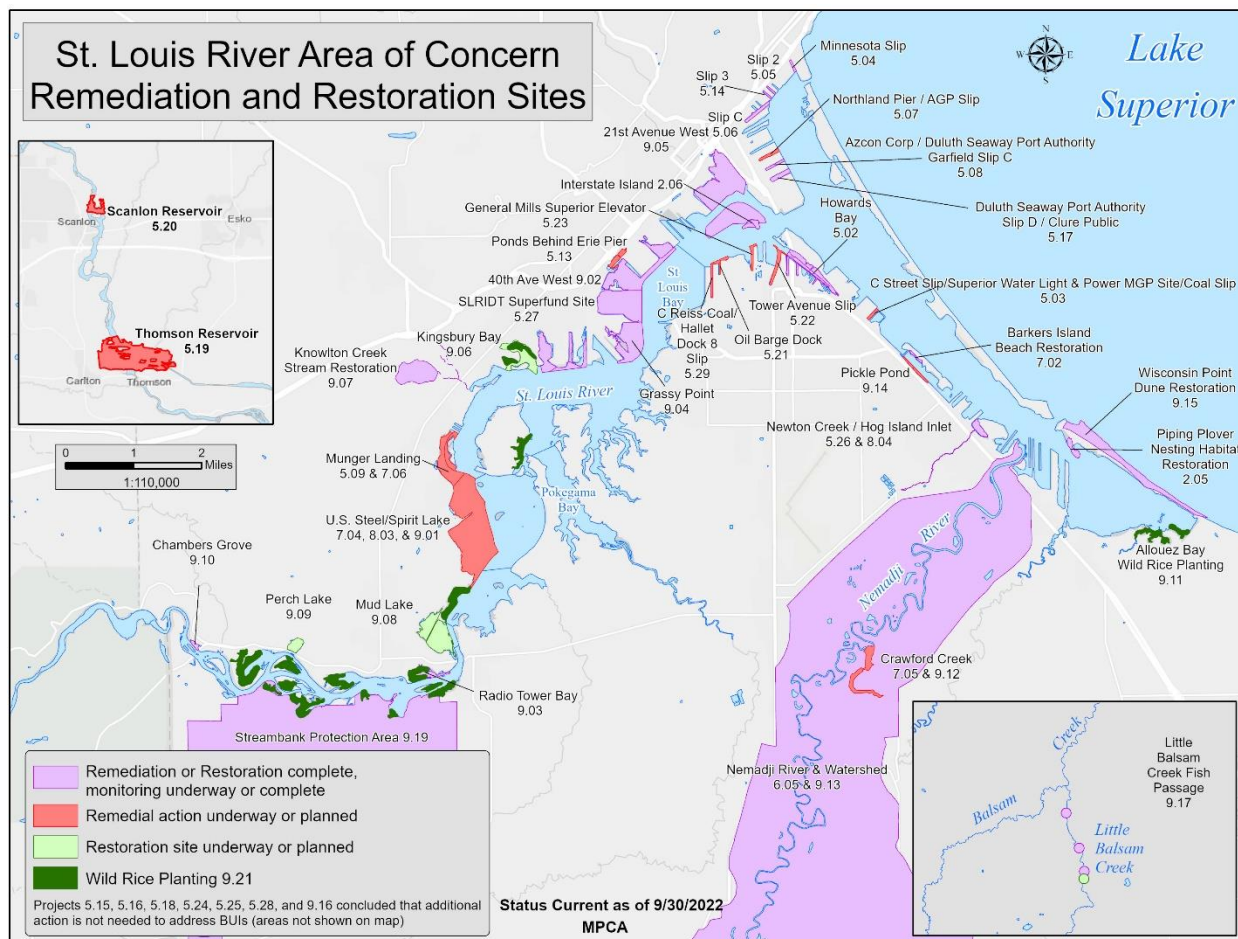 St. Louis River Area of Concern
Remediation and Restoration Sites
N
W
E
S
Lake
Superior
Minnesota Slip
5.04
Slip 2
5.05
Slip 3
5.14
Northland Pier / AGP Slip
5.07
Slip C
5.06
21st Avenue West
9.05
Azcon Corp / Duluth Seaway Port Authority
Garfield Slip C
5.08
Interstate Island 2.06
Duluth Seaway Port Authority
Slip D / Clure Public
5.17
General Mills Superior Elevator
5.23
Howards
Bay
5.02
Ponds Behind Erie Pier
5.13
40th Ave West 9.02
St
Louis
Bay
SLRIDT Superfund Site
5.27
C Street Slip/Superior Water Light & Power MGP Site/Coal Slip
5.03
Tower Avenue Slip
5.22
C Reiss Coal/
Hallet
Dock 8
Slip
5.29
Oil Barge Dock
5.21
Barkers Island
Beach Restoration
7.02
Kingsbury Bay
9.06
Knowlton Creek
Stream Restoration
9.07
Pickle Pond
9.14
Wisconsin Point
Dune Restoration
9.15
St. Louis River
Grassy Point
9.04
Newton Creek / Hog Island Inlet
5.26 & 8.04
Piping Plover
Nesting Habitat
Restoration
2.05
Munger Landing
5.09 & 7.06
Pokegama
Bay
U.S. Steel/Spirit Lake
7.04, 8.03, & 9.01
Allouez Bay
Wild Rice Planting
9.11
Nemadji
River
Chambers Grove
9.10
Perch Lake
9.09
Mud Lake
9.08
Crawford Creek
7.05 & 9.12
Radio Tower Bay
9.03
Streambank Protection Area 9.19
Nemadji River & Watershed
6.05 & 9.13
Scanlon
Scanlon Reservoir
5.20
Esko
Thomson Reservoir
5.19
Carlton
Thomson
0 1 2
Miles
1:110,000
Remediation or Restoration complete,
monitoring underway or complete
Remedial action underway or planned
Restoration site underway or planned
Wild Rice Planting 9.21
Projects 5.15, 5.16, 5.18, 5.24, 5.25, 5.28, and 9.16 concluded that additional
action is not needed to address BUIs (areas not shown on map)
Status Current as of 9/30/2022
MPCA
Little
Balsam
Creek Fish
Passage
9.17
Balsam
Creek
Little
Balsam
Creek